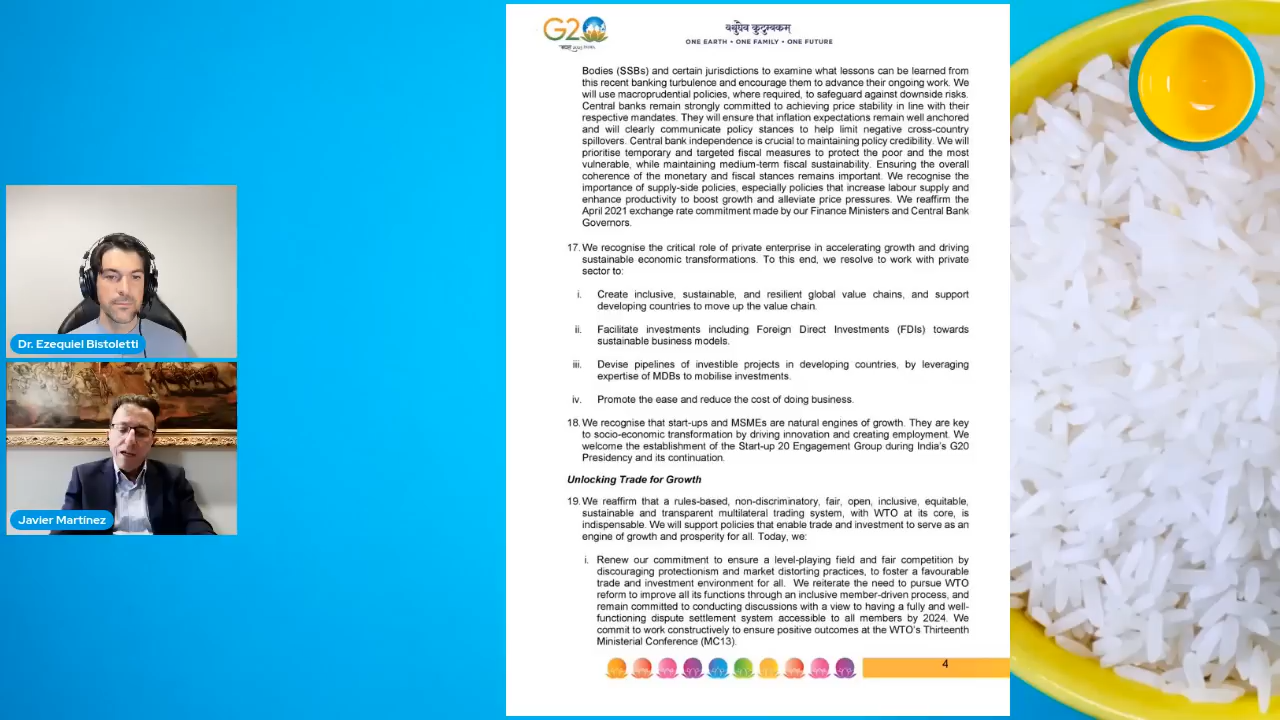 G20
वसुधैव कुटुम्बकम्
ONE EARTH • ONE FAMILY • ONE FUTURE
Bodies (SSBs) and certain jurisdictions to examine what lessons can be learned from
this recent banking turbulence and encourage them to advance their ongoing work. We
will use macroprudential policies, where required, to safeguard against downside risks.
Central banks remain strongly committed to achieving price stability in line with their
respective mandates. They will ensure that inflation expectations remain well anchored
and will clearly communicate policy stances to help limit negative cross-country
spillovers. Central bank independence is crucial to maintaining policy credibility. We will
prioritise temporary and targeted fiscal measures to protect the poor and the most
vulnerable, while maintaining medium-term fiscal sustainability. Ensuring the overall
coherence of the monetary and fiscal stances remains important. We recognise the
importance of supply-side policies, especially policies that increase labour supply and
enhance productivity to boost growth and alleviate price pressures. We reaffirm the
April 2021 exchange rate commitment made by our Finance Ministers and Central Bank
Governors.
17. We recognise the critical role of private enterprise in accelerating growth and driving
sustainable economic transformations. To this end, we resolve to work with private
sector to:
i. Create inclusive, sustainable, and resilient global value chains, and support
developing countries to move up the value chain.
ii. Facilitate investments including Foreign Direct Investments (FDIs) towards
sustainable business models.
iii. Devise pipelines of investible projects in developing countries, by leveraging
expertise of MDBs to mobilise investments.
iv. Promote the ease and reduce the cost of doing business.
18. We recognise that start-ups and MSMEs are natural engines of growth. They are key
to socio-economic transformation by driving innovation and creating employment. We
welcome the establishment of the Start-up 20 Engagement Group during India's G20
Presidency and its continuation.
Unlocking Trade for Growth
19. We reaffirm that a rules-based, non-discriminatory, fair, open, inclusive, equitable,
sustainable and transparent multilateral trading system, with WTO at its core, is
indispensable. We will support policies that enable trade and investment to serve as an
engine of growth and prosperity for all. Today, we:
i. Renew our commitment to ensure a level-playing field and fair competition by
discouraging protectionism and market distorting practices, to foster a favourable
trade and investment environment for all. We reiterate the need to pursue WTO
reform to improve all its functions through an inclusive member-driven process, and
remain committed to conducting discussions with a view to having a fully and well-
functioning dispute settlement system accessible to all members by 2024. We
commit to work constructively to ensure positive outcomes at the WTO's Thirteenth
Ministerial Conference (MC13).
4
Dr. Ezequiel Bistoletti
Javier Martínez